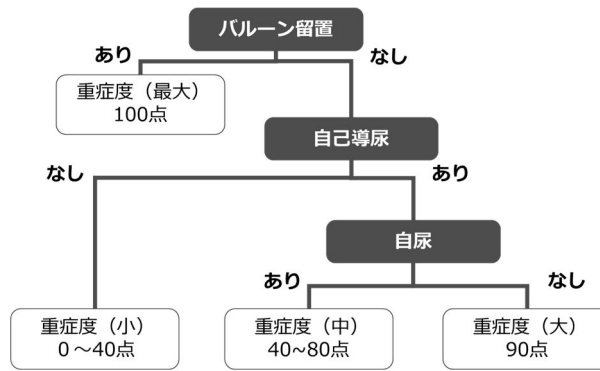 バルーン留置
あり
なし
重症度（最大）
100点
自己導尿
なし
あり
自尿
あり
なし
重症度（小）
0～40点
重症度（中）
40~80点
重症度（大）
90点